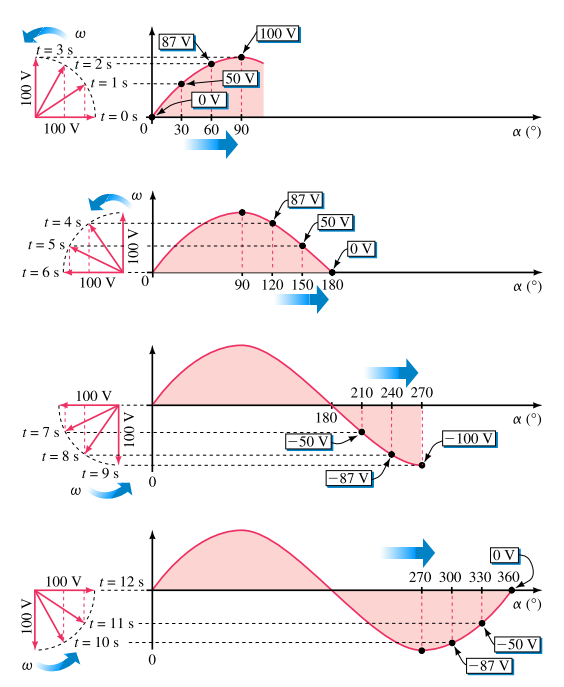 ω
87 V
100 V
t = 3 s
t = 2 s
t = 1 s
50 V
0 V
100 V
100 V
t = 0 s
0
30
60
90
α (°)
ω
87 V
t = 4 s
50 V
t = 5 s
100 V
0 V
t = 6 s
100 V
0
90
120
150
180
α (°)
100 V
210
240
270
180
α (°)
t = 7 s
100 V
−50 V
−100 V
t = 8 s
t = 9 s
−87 V
ω
0
0 V
100 V
t = 12 s
270
300
330
360
α (°)
100 V
t = 11 s
t = 10 s
−50 V
0
−87 V
ω